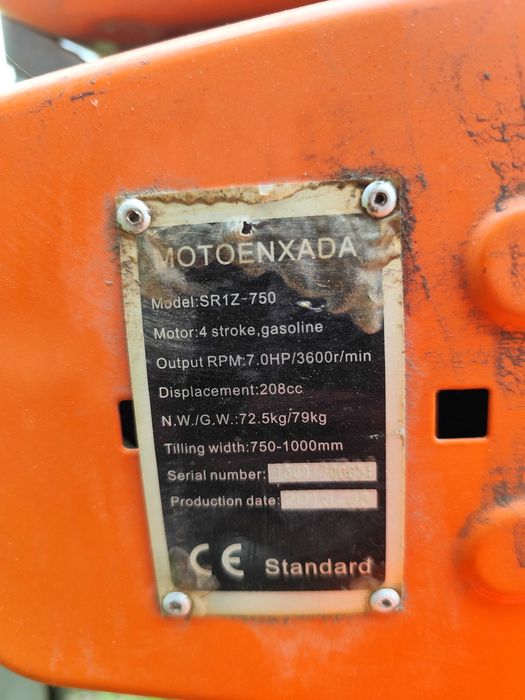 MOTOENXADA
Model:SR1Z-750
Motor:4 stroke,gasoline
Output RPM:7.0HP/3600r/min
Displacement:208cc
N.W./G.W.:72.5kg/79kg
Tilling width:750-1000mm
Serial number:
Production date:
CE Standard